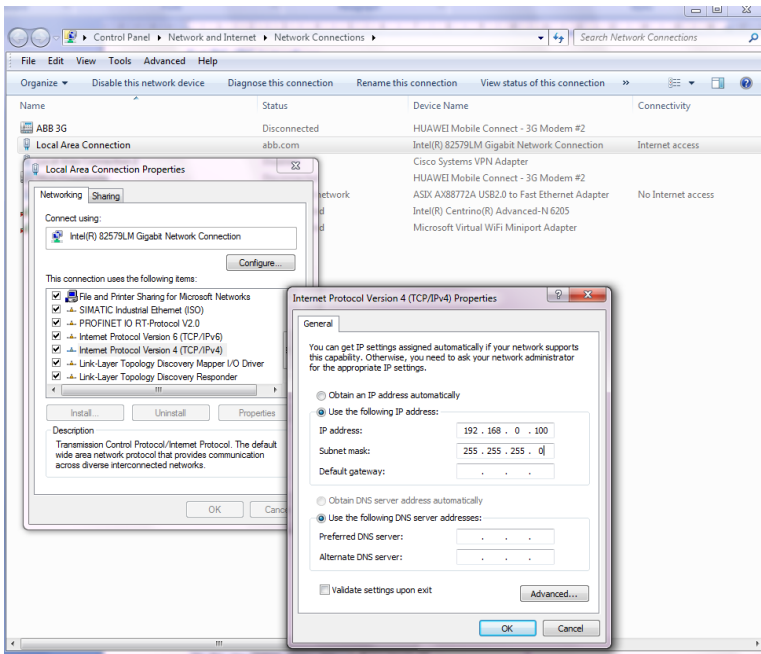 Control Panel ▸ Network and Internet ▸ Network Connections ▸
Search Network Connections
File Edit View Tools Advanced Help
Organize Disable this network device Diagnose this connection Rename this connection View status of this connection »
Name Status Device Name Connectivity
ABB 3G Disconnected HUAWEI Mobile Connect - 3G Modem #2
Local Area Connection abb.com Intel(R) 82579LM Gigabit Network Connection Internet access
Cisco Systems VPN Adapter
HUAWEI Mobile Connect - 3G Modem #2
ASIX AX88772A USB2.0 to Fast Ethernet Adapter No Internet access
Intel(R) Centrino(R) Advanced-N 6205
Microsoft Virtual WiFi Miniport Adapter
Local Area Connection Properties
Networking Sharing
Connect using:
Intel(R) 82579LM Gigabit Network Connection
Configure...
This connection uses the following items:
File and Printer Sharing for Microsoft Networks
SIMATIC Industrial Ethernet (ISO)
PROFINET IO RT-Protocol V2.0
Internet Protocol Version 6 (TCP/IPv6)
Internet Protocol Version 4 (TCP/IPv4)
Link-Layer Topology Discovery Mapper I/O Driver
Link-Layer Topology Discovery Responder
Install... Uninstall Properties
Description
Transmission Control Protocol/Internet Protocol. The default
wide area network protocol that provides communication
across diverse interconnected networks.
OK
Internet Protocol Version 4 (TCP/IPv4) Properties
General
You can get IP settings assigned automatically if your network supports
this capability. Otherwise, you need to ask your network administrator
for the appropriate IP settings.
Obtain an IP address automatically
Use the following IP address:
IP address: 192 . 168 . 0 . 100
Subnet mask: 255 . 255 . 255 . 0
Default gateway: . . .
Obtain DNS server address automatically
Use the following DNS server addresses:
Preferred DNS server: . . .
Alternate DNS server: . . .
Validate settings upon exit
Advanced...
OK Cancel